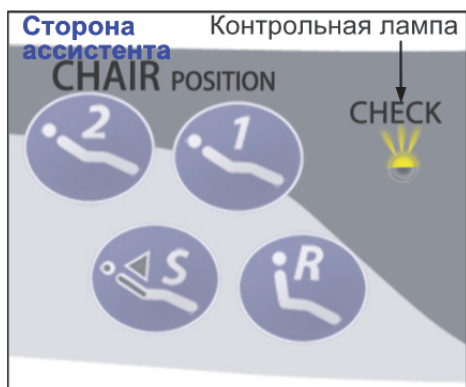 Сторона
ассистента
Контрольная лампа
CHAIR POSITION
CHECK
2
1
S
R